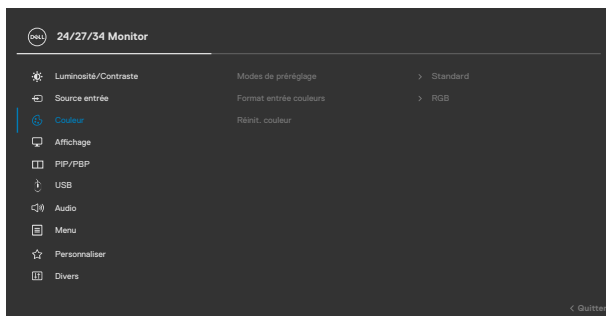 DELL 24/27/34 Monitor
Luminosité/Contraste Modes de préréglage > Standard
Source entrée Format entrée couleurs > RGB
Couleur Réinit. couleur
Affichage
PIP/PBP
USB
Audio
Menu
Personnaliser
Divers
< Quitter